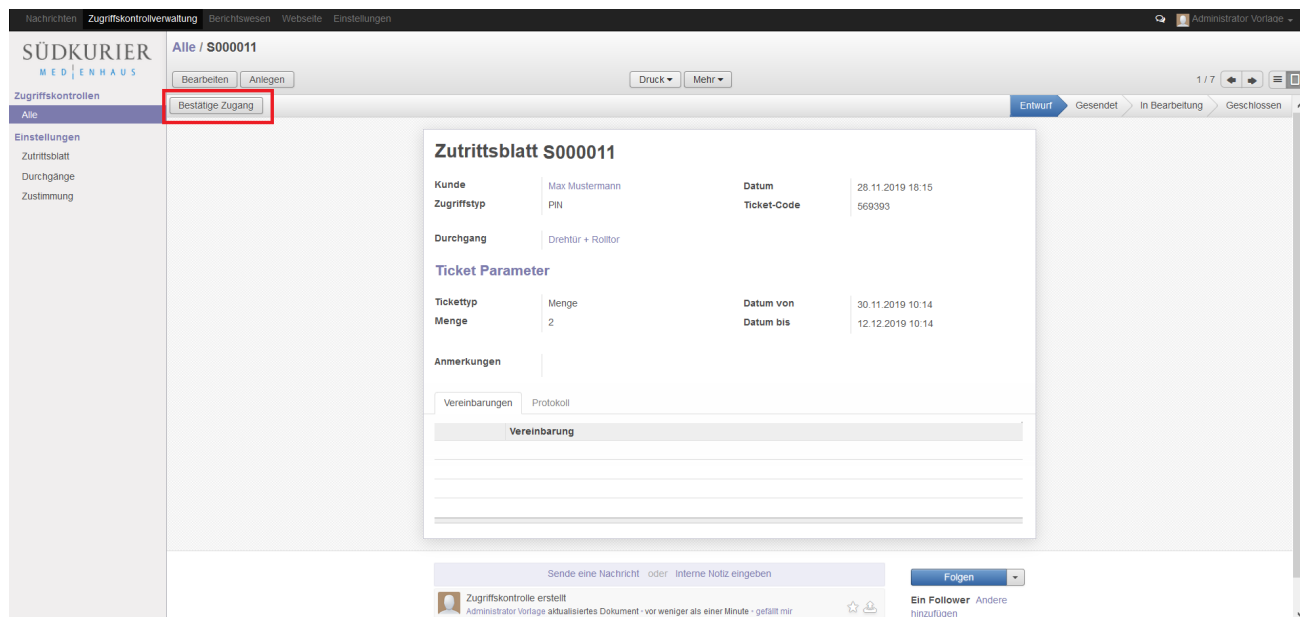 Nachrichten Zugriffskontrollverwaltung Berichtswesen Webseite Einstellungen Administrator Vorlage
SÜDKURIER
MEDIENHAUS
Zugriffskontrollen
Alle
Einstellungen
Zutrittsblatt
Durchgänge
Zustimmung
Alle / S000011
Bearbeiten Anlegen Druck Mehr 1 / 7
Bestätige Zugang Entwurf Gesendet In Bearbeitung Geschlossen
Zutrittsblatt S000011
Kunde Max Mustermann Datum 28.11.2019 18:15
Zugriffstyp PIN Ticket-Code 569393
Durchgang Drehtür + Rolltor
Ticket Parameter
Tickettyp Menge Datum von 30.11.2019 10:14
Menge 2 Datum bis 12.12.2019 10:14
Anmerkungen
Vereinbarungen Protokoll
Vereinbarung
Sende eine Nachricht oder Interne Notiz eingeben Folgen
Zugriffskontrolle erstellt
Administrator Vorlage aktualisiertes Dokument · vor weniger als einer Minute · gefällt mir
Ein Follower Andere
hinzufügen